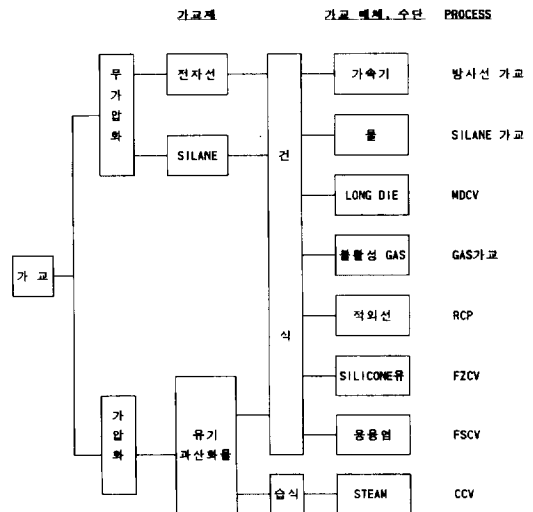 가교제 가교 매체, 수단 PROCESS
무가압화 전자선 가속기 방사선 가교
SILANE 물 SILANE 가교
건식 LONG DIE MDCV
가 교 불활성 GAS GAS가교
적외선 RCP
SILICONE유 FZCV
가압화 유기 과산화물 용융염 FSCV
습식 STEAM CCV